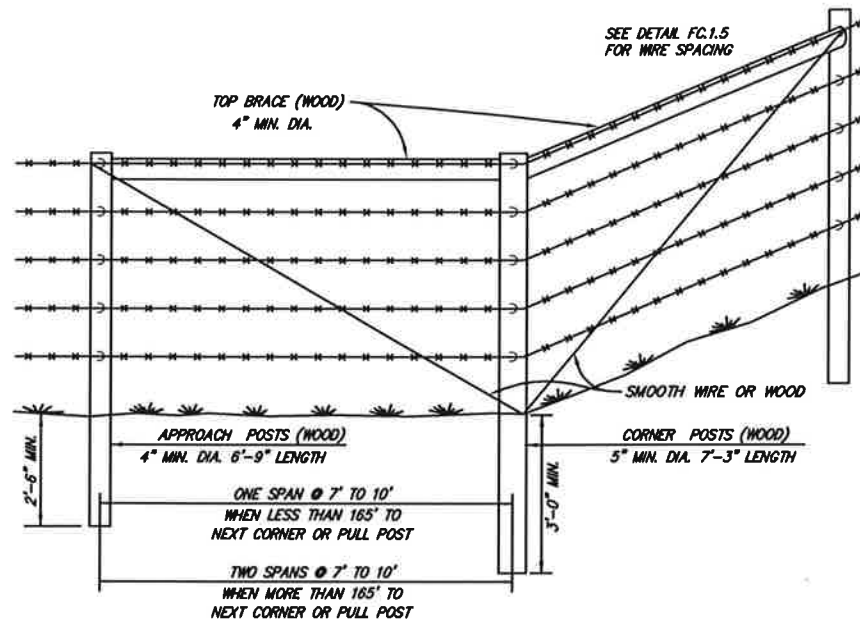 SEE DETAIL FC.1.5
FOR WIRE SPACING
TOP BRACE (WOOD)
4" MIN. DIA.
SMOOTH WIRE OR WOOD
2'-6" MIN.
APPROACH POSTS (WOOD)
4" MIN. DIA. 6'-9" LENGTH
CORNER POSTS (WOOD)
5" MIN. DIA. 7'-3" LENGTH
3'-0" MIN.
ONE SPAN @ 7' TO 10'
WHEN LESS THAN 165' TO
NEXT CORNER OR PULL POST
TWO SPANS @ 7' TO 10'
WHEN MORE THAN 165' TO
NEXT CORNER OR PULL POST